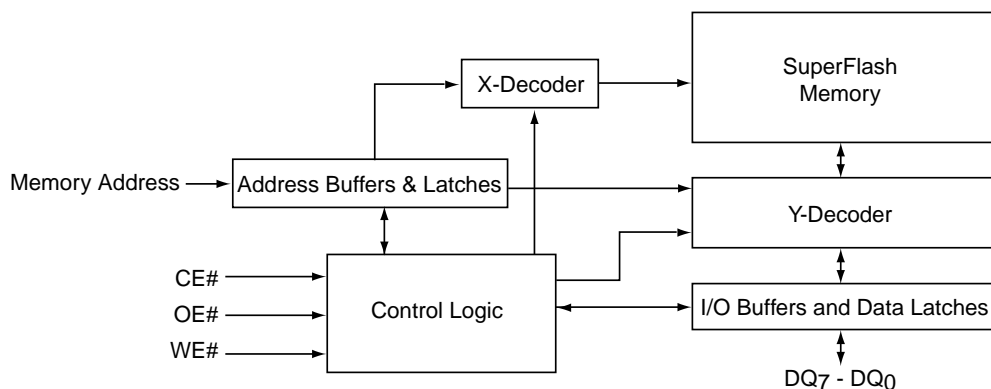 SuperFlash
Memory
X-Decoder
Memory Address
Address Buffers & Latches
Y-Decoder
CE#
OE#
WE#
Control Logic
I/O Buffers and Data Latches
DQ7 - DQ0